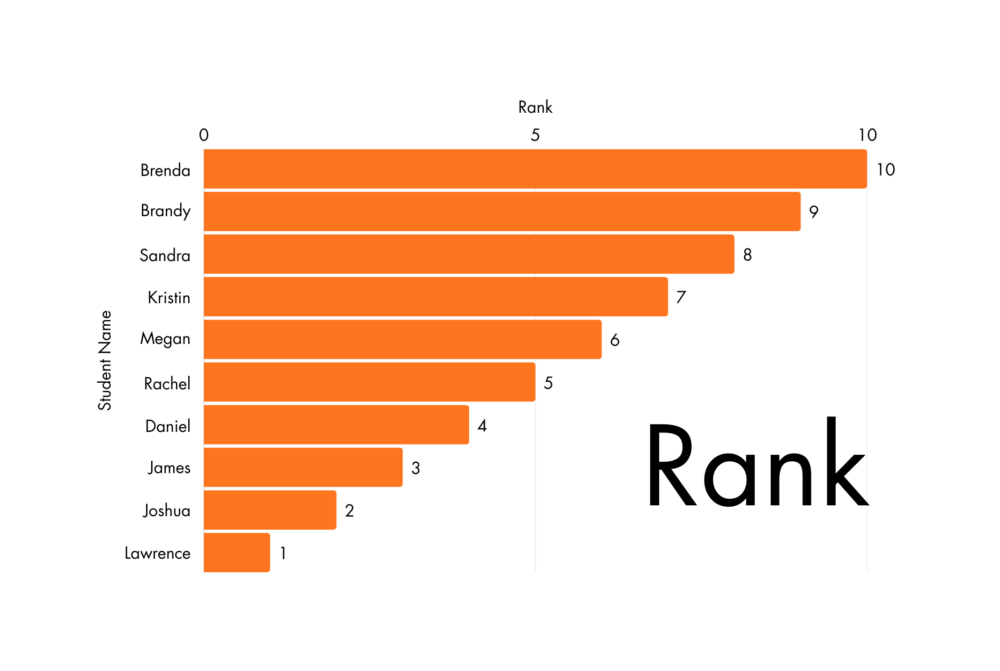 Rank
0 5 10
Brenda 10
Brandy 9
Sandra 8
Kristin 7
Megan 6
Rachel 5
Daniel 4
James 3
Joshua 2
Lawrence 1
Student Name
Rank